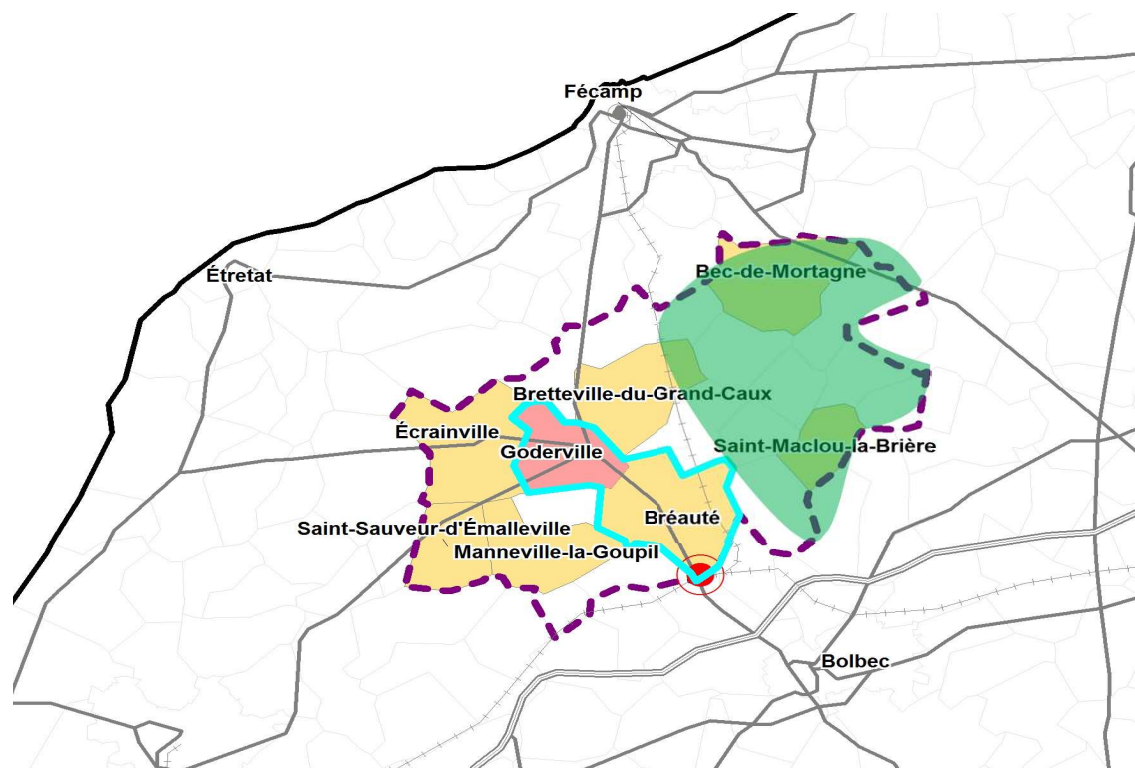 Fécamp
Étretat
Bec-de-Mortagne
Bretteville-du-Grand-Caux
Écrainville
Goderville
Saint-Maclou-la-Brière
Saint-Sauveur-d'Émalleville
Bréauté
Manneville-la-Goupil
Bolbec